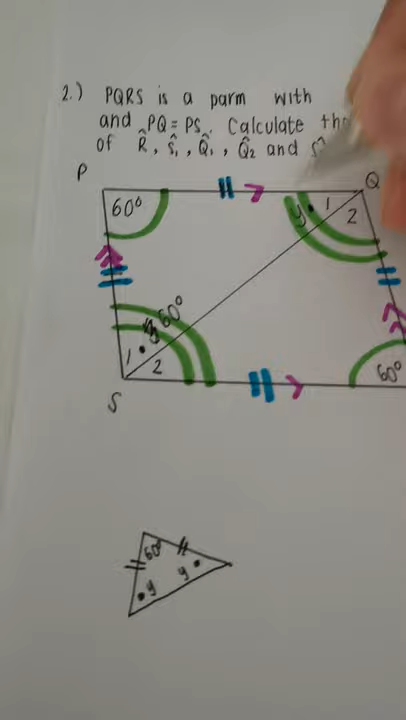 2.) PQRS is a parm with
and PQ = PS. Calculate the
of R̂, Ŝ₁, Q̂₁, Q̂₂ and
P
Q
60°
y 1
2
60°
y
1
2
60°
S
60°
y
y